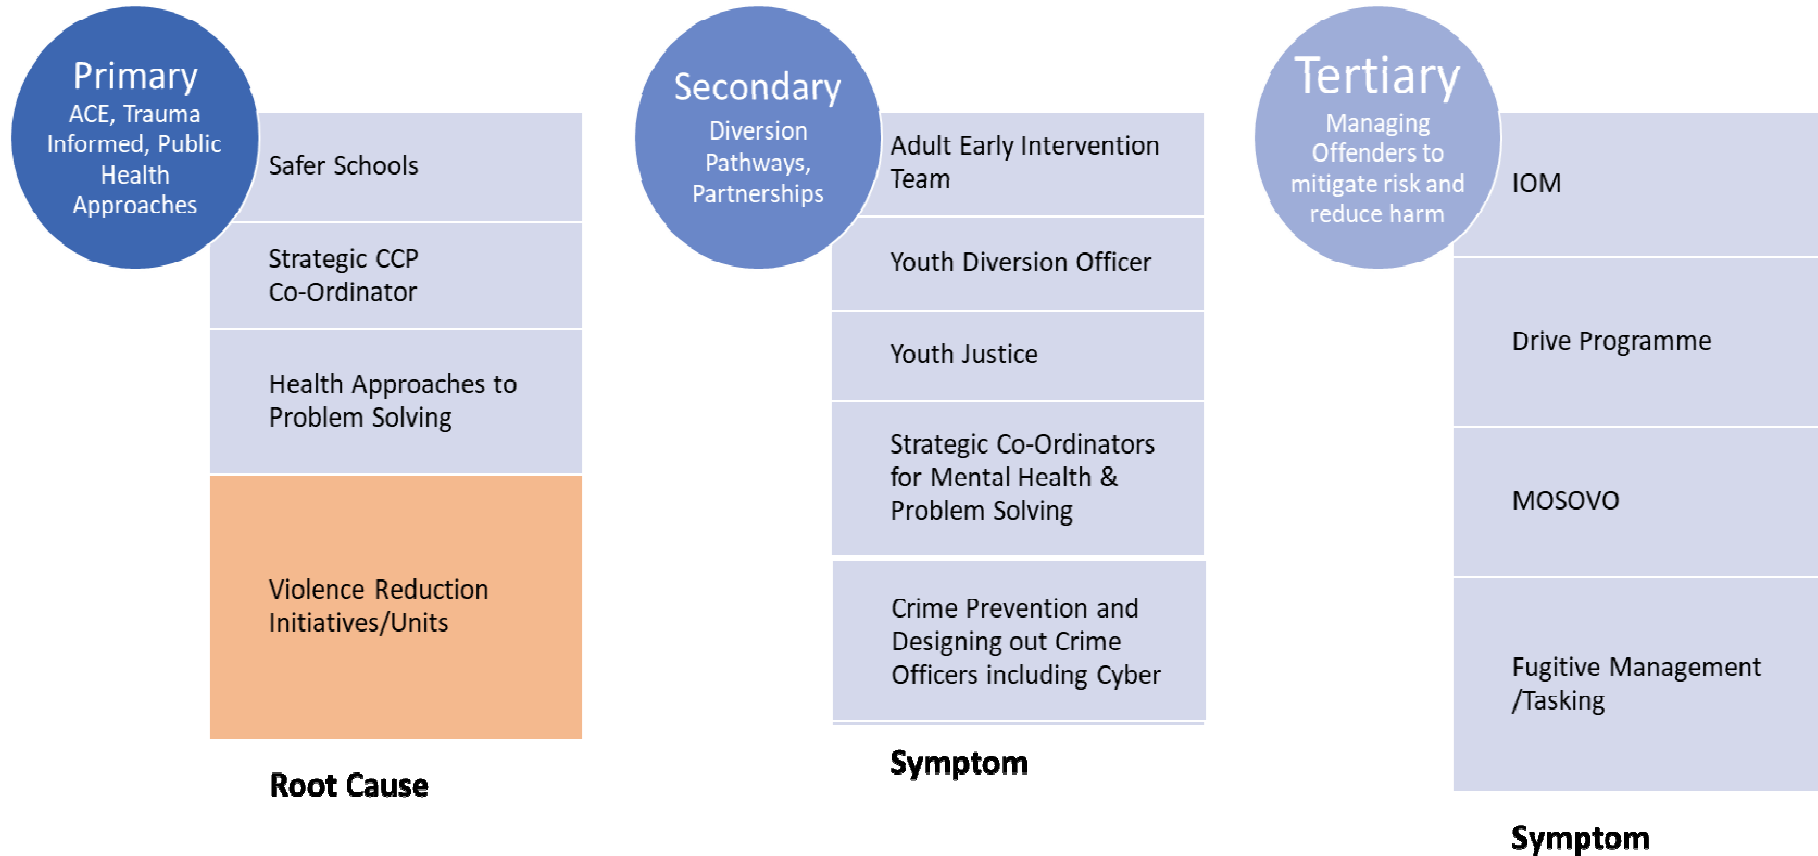 Primary
ACE, Trauma
Informed, Public
Health
Approaches
Safer Schools
Strategic CCP
Co-Ordinator
Health Approaches to
Problem Solving
Violence Reduction
Initiatives/Units
Root Cause
Secondary
Diversion
Pathways,
Partnerships
Adult Early Intervention
Team
Youth Diversion Officer
Youth Justice
Strategic Co-Ordinators
for Mental Health &
Problem Solving
Crime Prevention and
Designing out Crime
Officers including Cyber
Symptom
Tertiary
Managing
Offenders to
mitigate risk and
reduce harm
IOM
Drive Programme
MOSOVO
Fugitive Management
/Tasking
Symptom